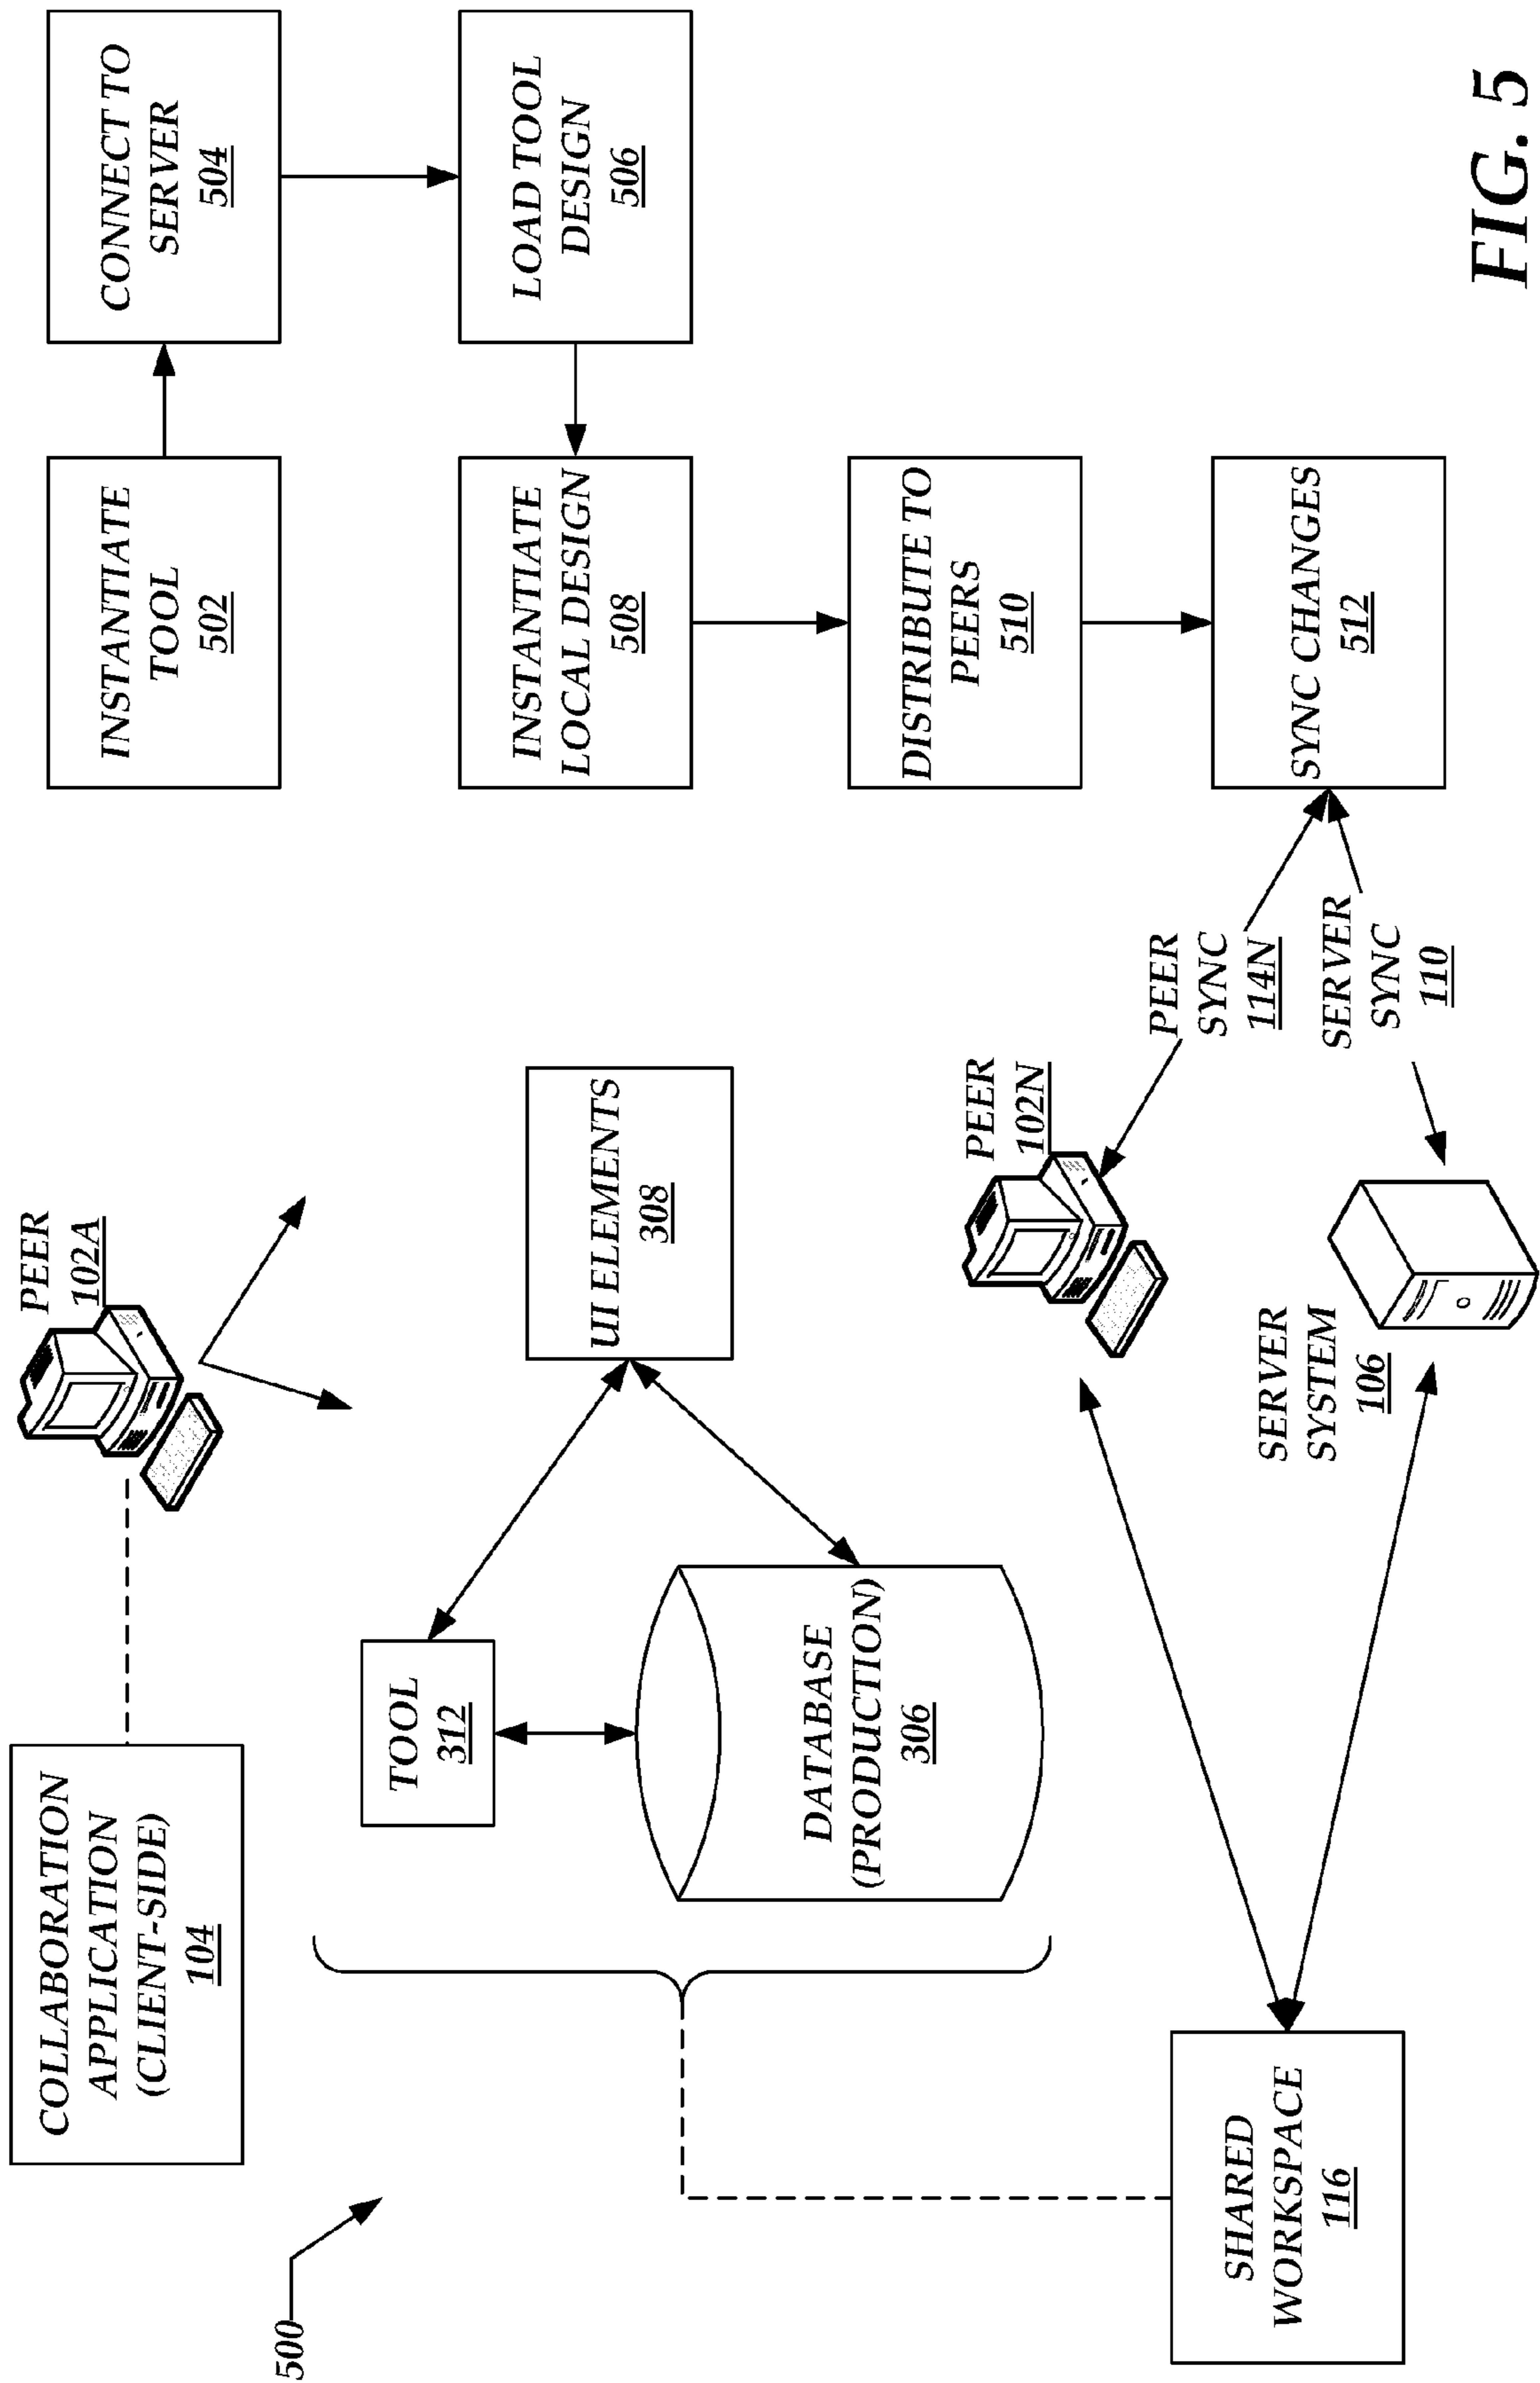 500
COLLABORATION
APPLICATION
(CLIENT-SIDE)
104
PEER
102A
INSTANTIATE
TOOL
502
CONNECT TO
SERVER
504
TOOL
312
UI ELEMENTS
308
INSTANTIATE
LOCAL DESIGN
508
LOAD TOOL
DESIGN
506
DATABASE
(PRODUCTION)
306
DISTRIBUTE TO
PEERS
510
PEER
102N
PEER
SYNC
114N
SYNC CHANGES
512
SHARED
WORKSPACE
116
SERVER
SYSTEM
106
SERVER
SYNC
110
FIG. 5